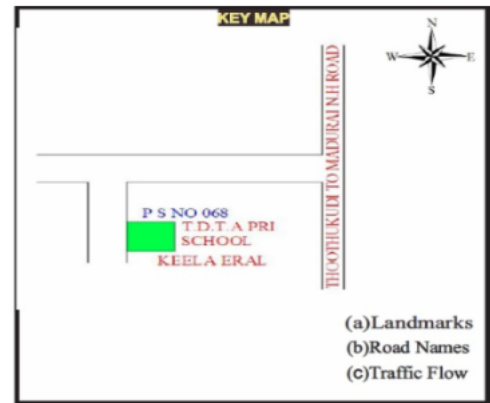 KEY MAP
N
W
E
S
THOOTHUKUDI TO MADURAI N.H ROAD
P S NO 068
T.D.T.A PRI
SCHOOL
KEELA ERAL
(a)Landmarks
(b)Road Names
(c)Traffic Flow